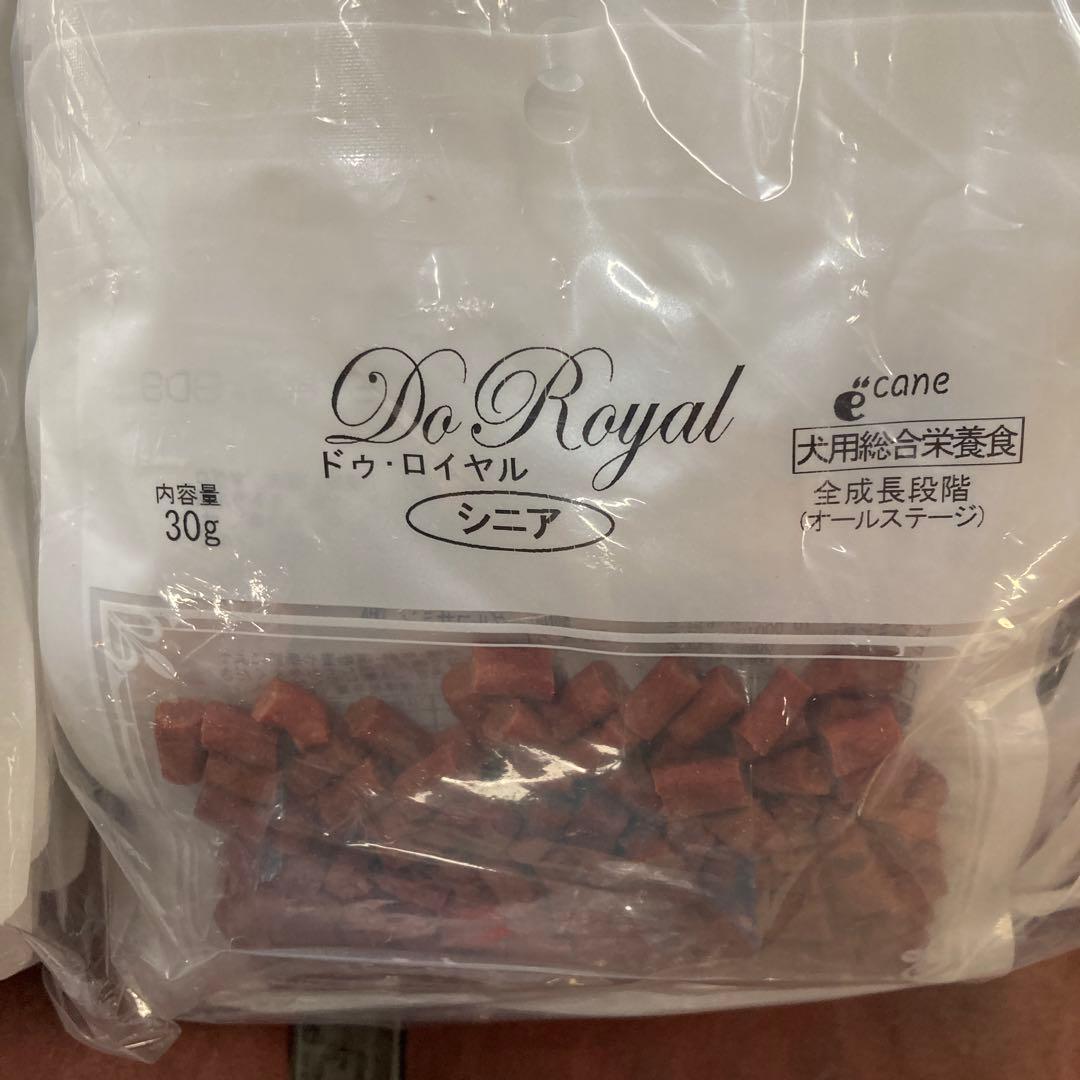 Do Royal
ドゥ・ロイヤル
シニア
内容量
30g
ëcane
犬用総合栄養食
全成長段階
(オールステージ)